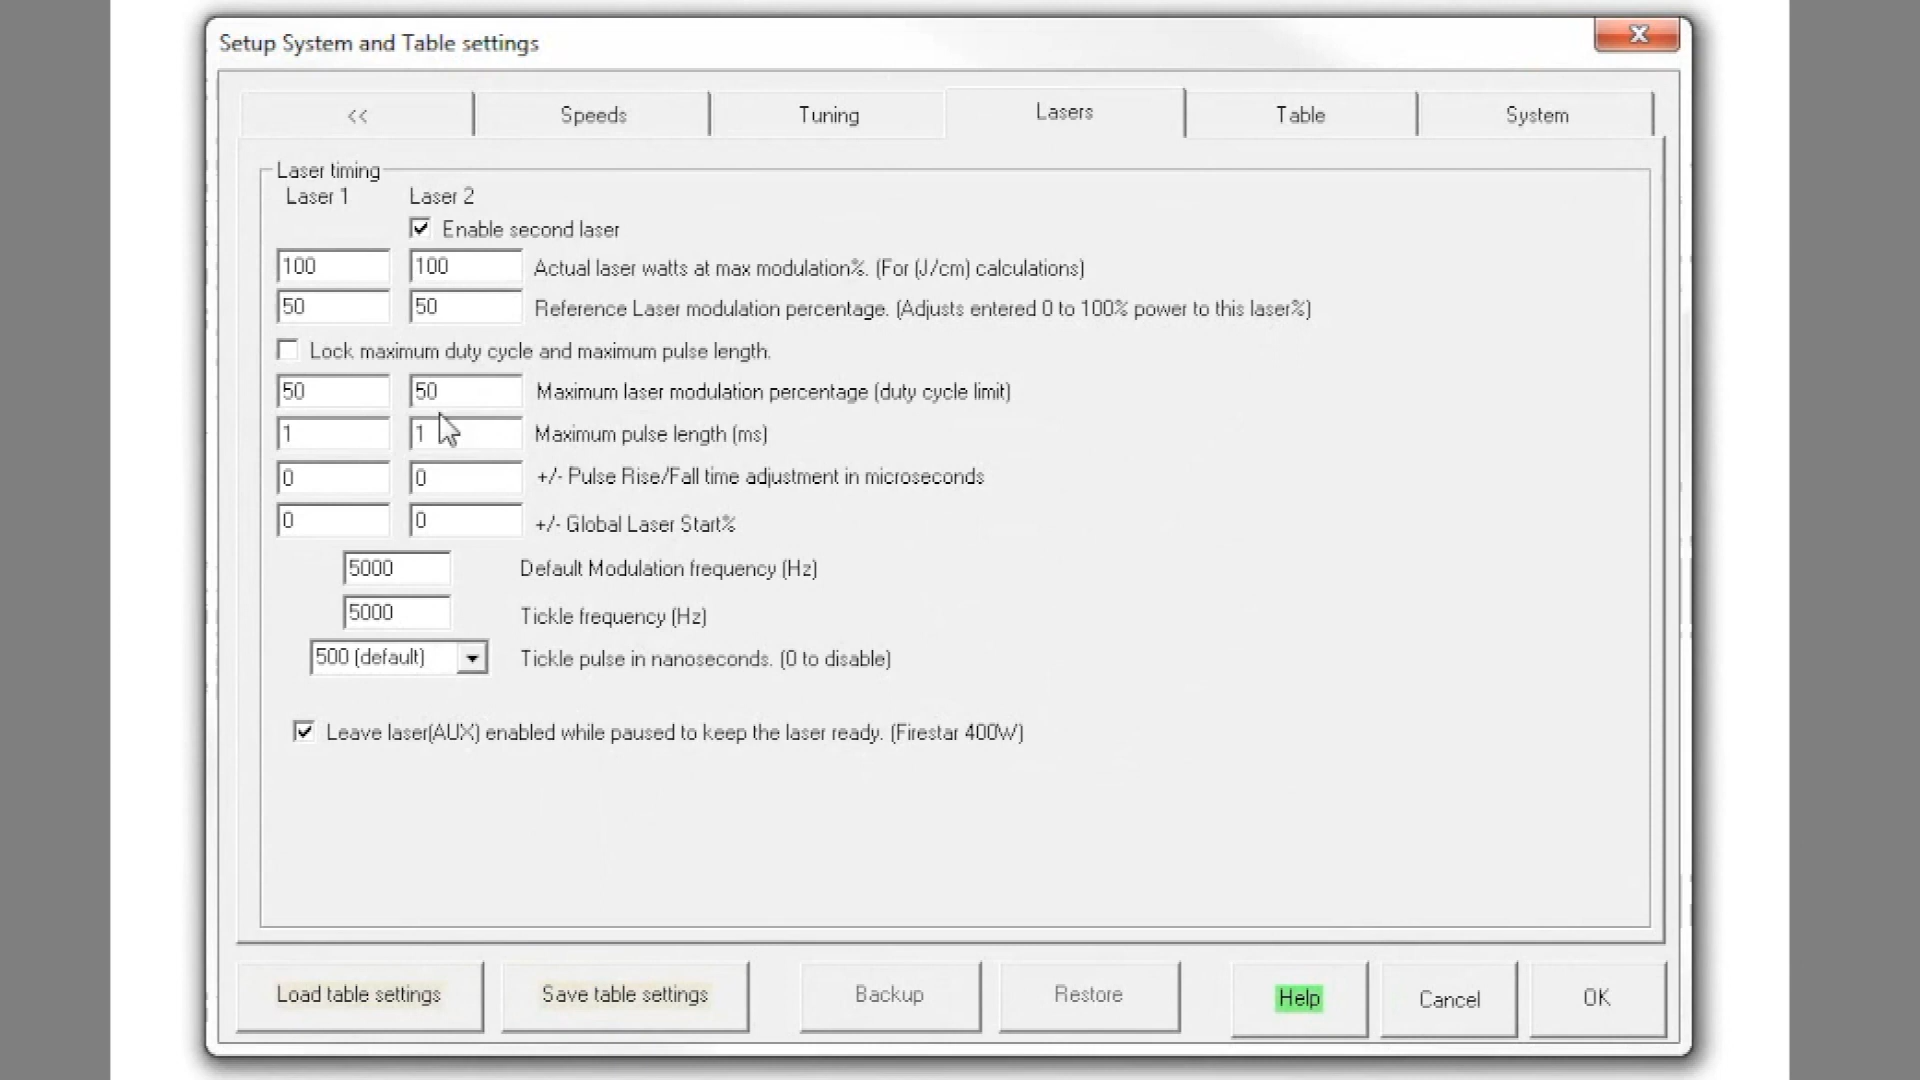 Setup System and Table settings
<< Speeds Tuning Lasers Table System
Laser timing
Laser 1 Laser 2
Enable second laser
100 100 Actual laser watts at max modulation%. (For (J/cm) calculations)
50 50 Reference Laser modulation percentage. (Adjusts entered 0 to 100% power to this laser%)
Lock maximum duty cycle and maximum pulse length.
50 50 Maximum laser modulation percentage (duty cycle limit)
1 1 Maximum pulse length (ms)
0 0 +/- Pulse Rise/Fall time adjustment in microseconds
0 0 +/- Global Laser Start%
5000 Default Modulation frequency (Hz)
5000 Tickle frequency (Hz)
500 (default) Tickle pulse in nanoseconds. (0 to disable)
Leave laser(AUX) enabled while paused to keep the laser ready. (Firestar 400W)
Load table settings Save table settings Backup Restore Help Cancel OK